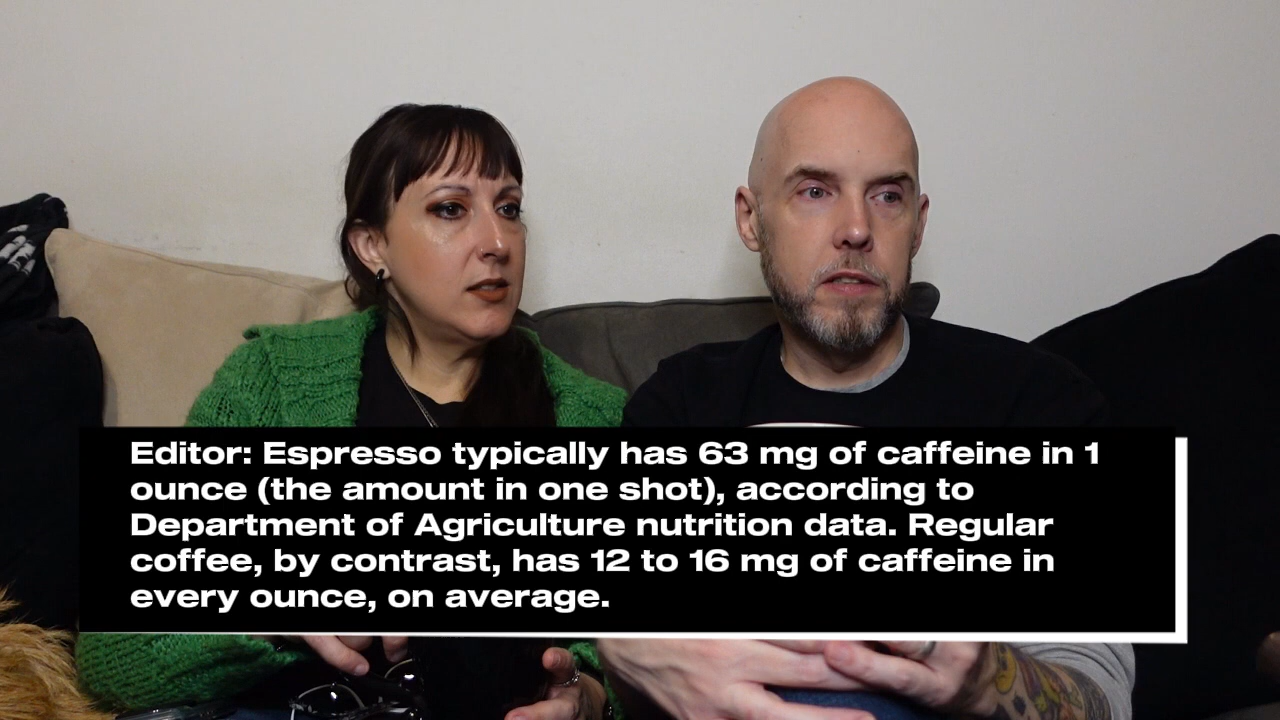 Editor: Espresso typically has 63 mg of caffeine in 1
ounce (the amount in one shot), according to
Department of Agriculture nutrition data. Regular
coffee, by contrast, has 12 to 16 mg of caffeine in
every ounce, on average.